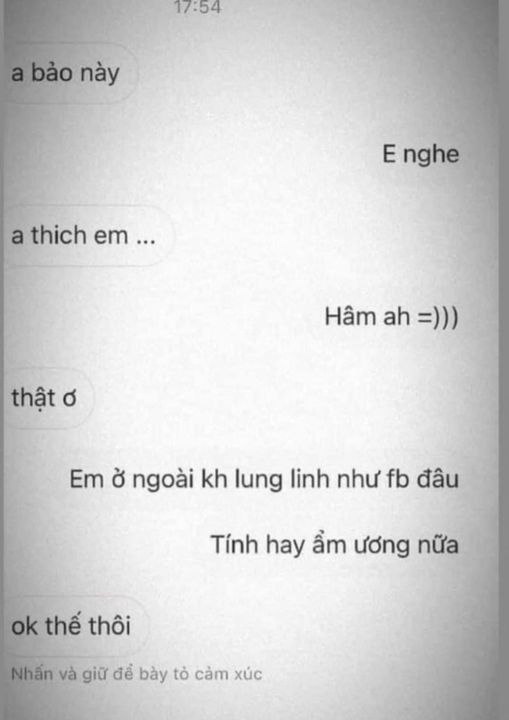 17:54
a bảo này
E nghe
a thich em ...
Hâm ah =)))
thật ơ
Em ở ngoài kh lung linh như fb đâu
Tính hay ẩm ương nữa
ok thế thôi
Nhấn và giữ để bày tỏ cảm xúc